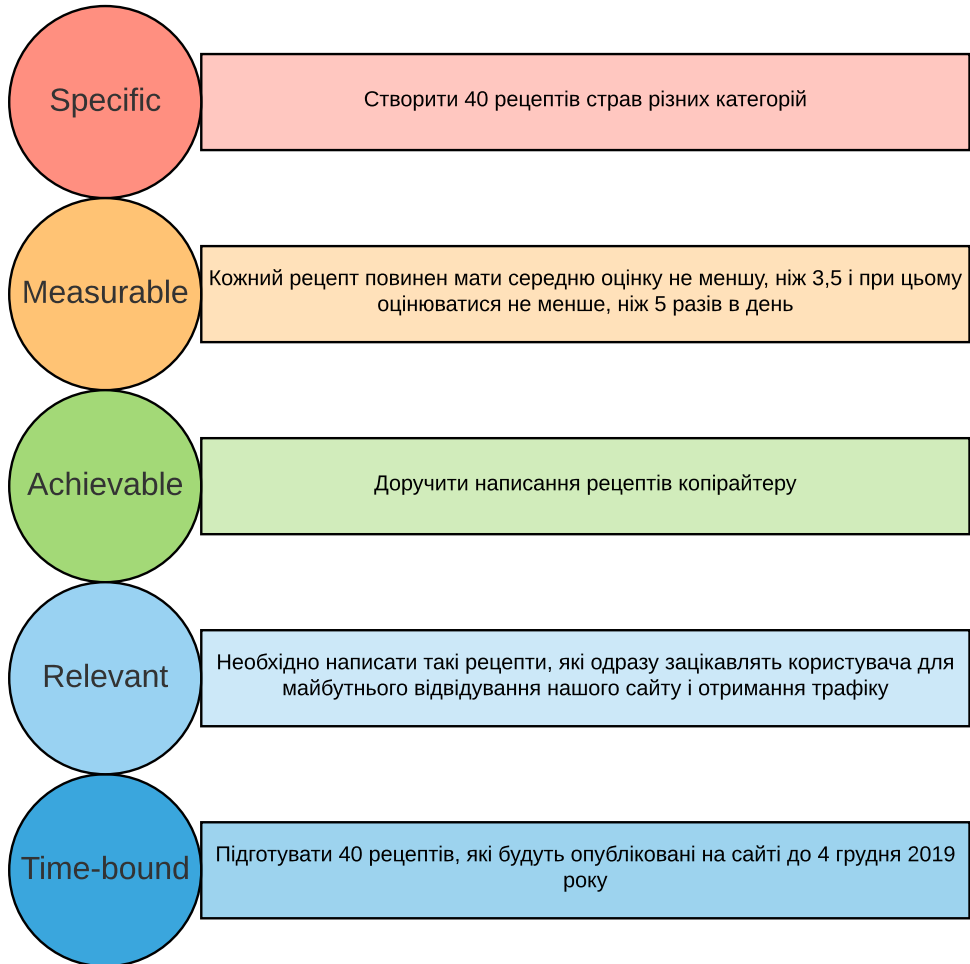 Specific
Створити 40 рецептів страв різних категорій
Measurable
Кожний рецепт повинен мати середню оцінку не меншу, ніж 3,5 і при цьому
оцінюватися не менше, ніж 5 разів в день
Achievable
Доручити написання рецептів копірайтеру
Relevant
Необхідно написати такі рецепти, які одразу зацікавлять користувача для
майбутнього відвідування нашого сайту і отримання трафіку
Time-bound
Підготувати 40 рецептів, які будуть опубліковані на сайті до 4 грудня 2019
року